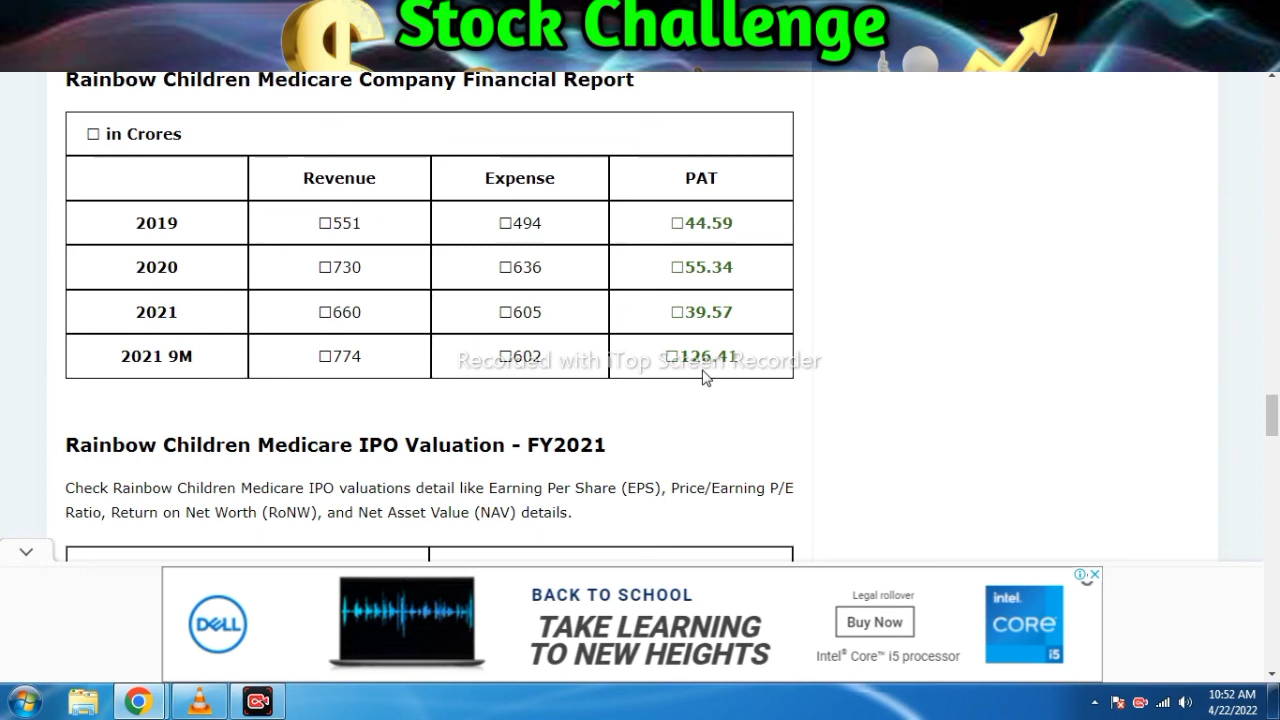 Stock Challenge
Rainbow Children Medicare Company Financial Report
☐ in Crores
Revenue Expense PAT
2019 ☐551 ☐494 ☐44.59
2020 ☐730 ☐636 ☐55.34
2021 ☐660 ☐605 ☐39.57
2021 9M ☐774 ☐602 ☐126.41
Recorded with iTop Screen Recorder
Rainbow Children Medicare IPO Valuation - FY2021
Check Rainbow Children Medicare IPO valuations detail like Earning Per Share (EPS), Price/Earning P/E
Ratio, Return on Net Worth (RoNW), and Net Asset Value (NAV) details.
DELL
BACK TO SCHOOL
TAKE LEARNING
TO NEW HEIGHTS
Legal rollover
Buy Now
Intel® Core™ i5 processor
intel.
CORE
i5
10:52 AM
4/22/2022